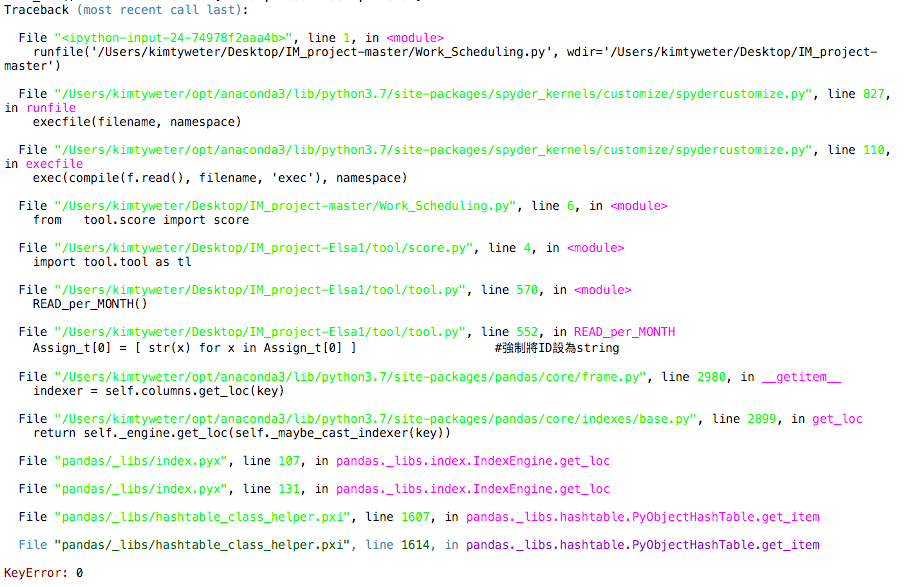 Traceback (most recent call last):
File "<ipython-input-24-74978f2aaa4b>", line 1, in <module>
runfile('/Users/kimtyweter/Desktop/IM_project-master/Work_Scheduling.py', wdir='/Users/kimtyweter/Desktop/IM_project-
master')
File "/Users/kimtyweter/opt/anaconda3/lib/python3.7/site-packages/spyder_kernels/customize/spydercustomize.py", line 827,
in runfile
execfile(filename, namespace)
File "/Users/kimtyweter/opt/anaconda3/lib/python3.7/site-packages/spyder_kernels/customize/spydercustomize.py", line 110,
in execfile
exec(compile(f.read(), filename, 'exec'), namespace)
File "/Users/kimtyweter/Desktop/IM_project-master/Work_Scheduling.py", line 6, in <module>
from   tool.score import score
File "/Users/kimtyweter/Desktop/IM_project-Elsa1/tool/score.py", line 4, in <module>
import tool.tool as tl
File "/Users/kimtyweter/Desktop/IM_project-Elsa1/tool/tool.py", line 570, in <module>
READ_per_MONTH()
File "/Users/kimtyweter/Desktop/IM_project-Elsa1/tool/tool.py", line 552, in READ_per_MONTH
Assign_t[0] = [ str(x) for x in Assign_t[0] ]                   #強制將ID設為string
File "/Users/kimtyweter/opt/anaconda3/lib/python3.7/site-packages/pandas/core/frame.py", line 2980, in __getitem__
indexer = self.columns.get_loc(key)
File "/Users/kimtyweter/opt/anaconda3/lib/python3.7/site-packages/pandas/core/indexes/base.py", line 2899, in get_loc
return self._engine.get_loc(self._maybe_cast_indexer(key))
File "pandas/_libs/index.pyx", line 107, in pandas._libs.index.IndexEngine.get_loc
File "pandas/_libs/index.pyx", line 131, in pandas._libs.index.IndexEngine.get_loc
File "pandas/_libs/hashtable_class_helper.pxi", line 1607, in pandas._libs.hashtable.PyObjectHashTable.get_item
File "pandas/_libs/hashtable_class_helper.pxi", line 1614, in pandas._libs.hashtable.PyObjectHashTable.get_item
KeyError: 0